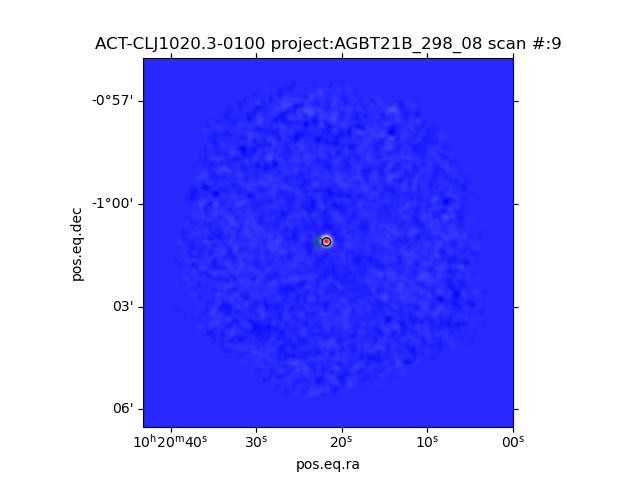 ACT-CLJ1020.3-0100 project:AGBT21B_298_08 scan #:9
-0°57'
-1°00'
03'
06'
pos.eq.dec
10ʰ20ᵐ40ˢ 30ˢ 20ˢ 10ˢ 00ˢ
pos.eq.ra